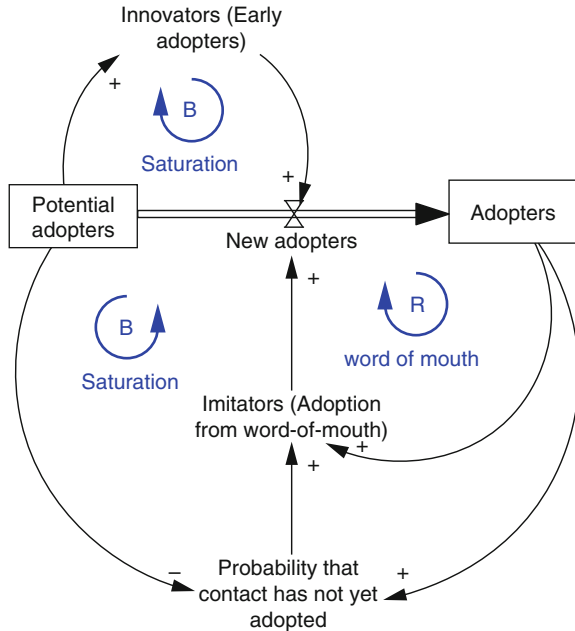 Innovators (Early
adopters)
+
B
Saturation
+
Potential
adopters
Adopters
New adopters
+
B
R
Saturation
word of mouth
Imitators (Adoption
from word-of-mouth)
+
+
–
Probability that
contact has not yet
adopted
+